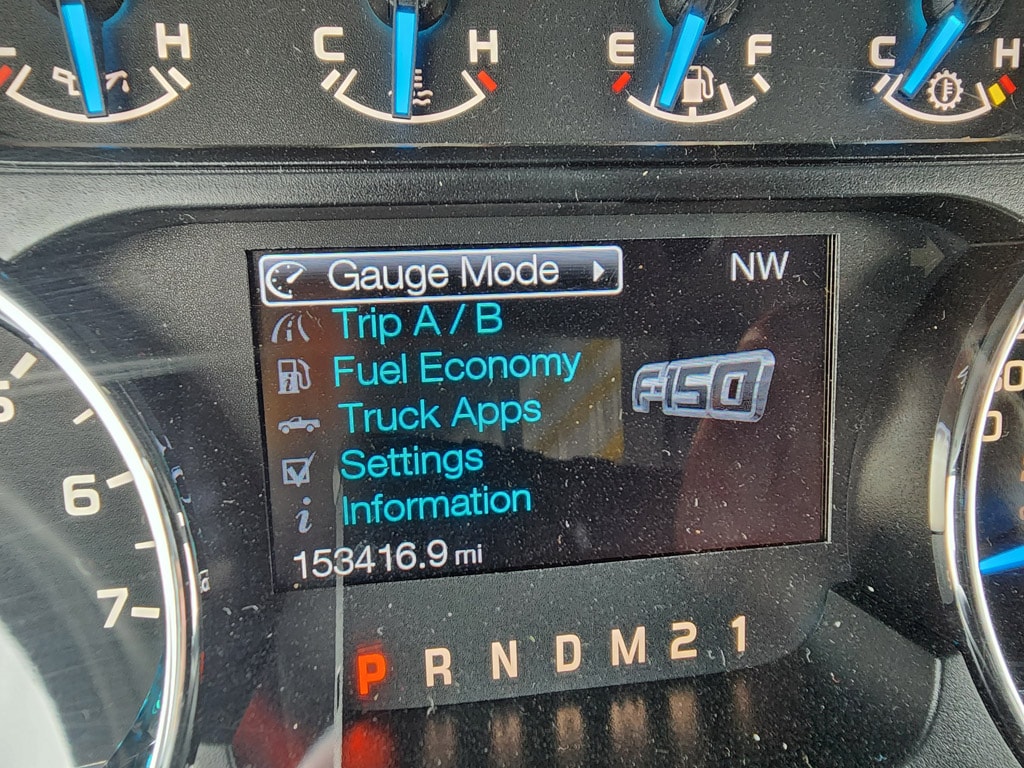 H
C H
E F
C H
Gauge Mode
NW
Trip A / B
Fuel Economy
F150
Truck Apps
Settings
Information
153416.9 mi
P R N D M 2 1
6
7